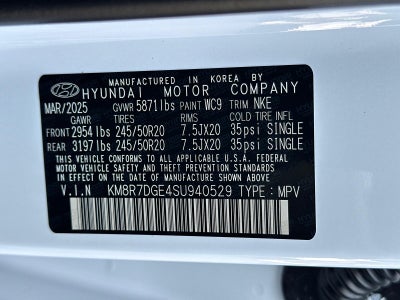 MANUFACTURED IN KOREA BY
HYUNDAI MOTOR COMPANY
MAR/2025 GVWR 5871lbs PAINT WC9 TRIM NKE
GAWR TIRES RIMS COLD TIRE INFL
FRONT 2954 lbs 245/50R20 7.5JX20 35psi SINGLE
REAR 3197 lbs 245/50R20 7.5JX20 35psi SINGLE
THIS VEHICLE CONFORMS TO ALL APPLICABLE
FEDERAL MOTOR VEHICLE SAFETY STANDARDS IN
EFFECT ON THE DATE OF MANUFACTURE SHOWN ABOVE.
V.I.N KM8R7DGE4SU940529 TYPE : MPV